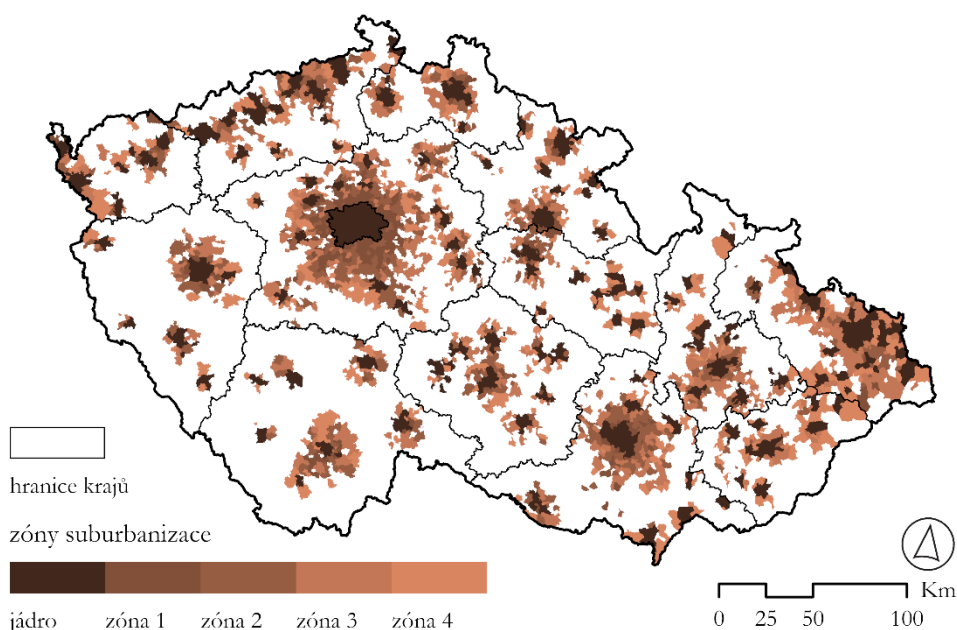 hranice krajů
zóny suburbanizace
jádro zóna 1 zóna 2 zóna 3 zóna 4
Km
0 25 50 100